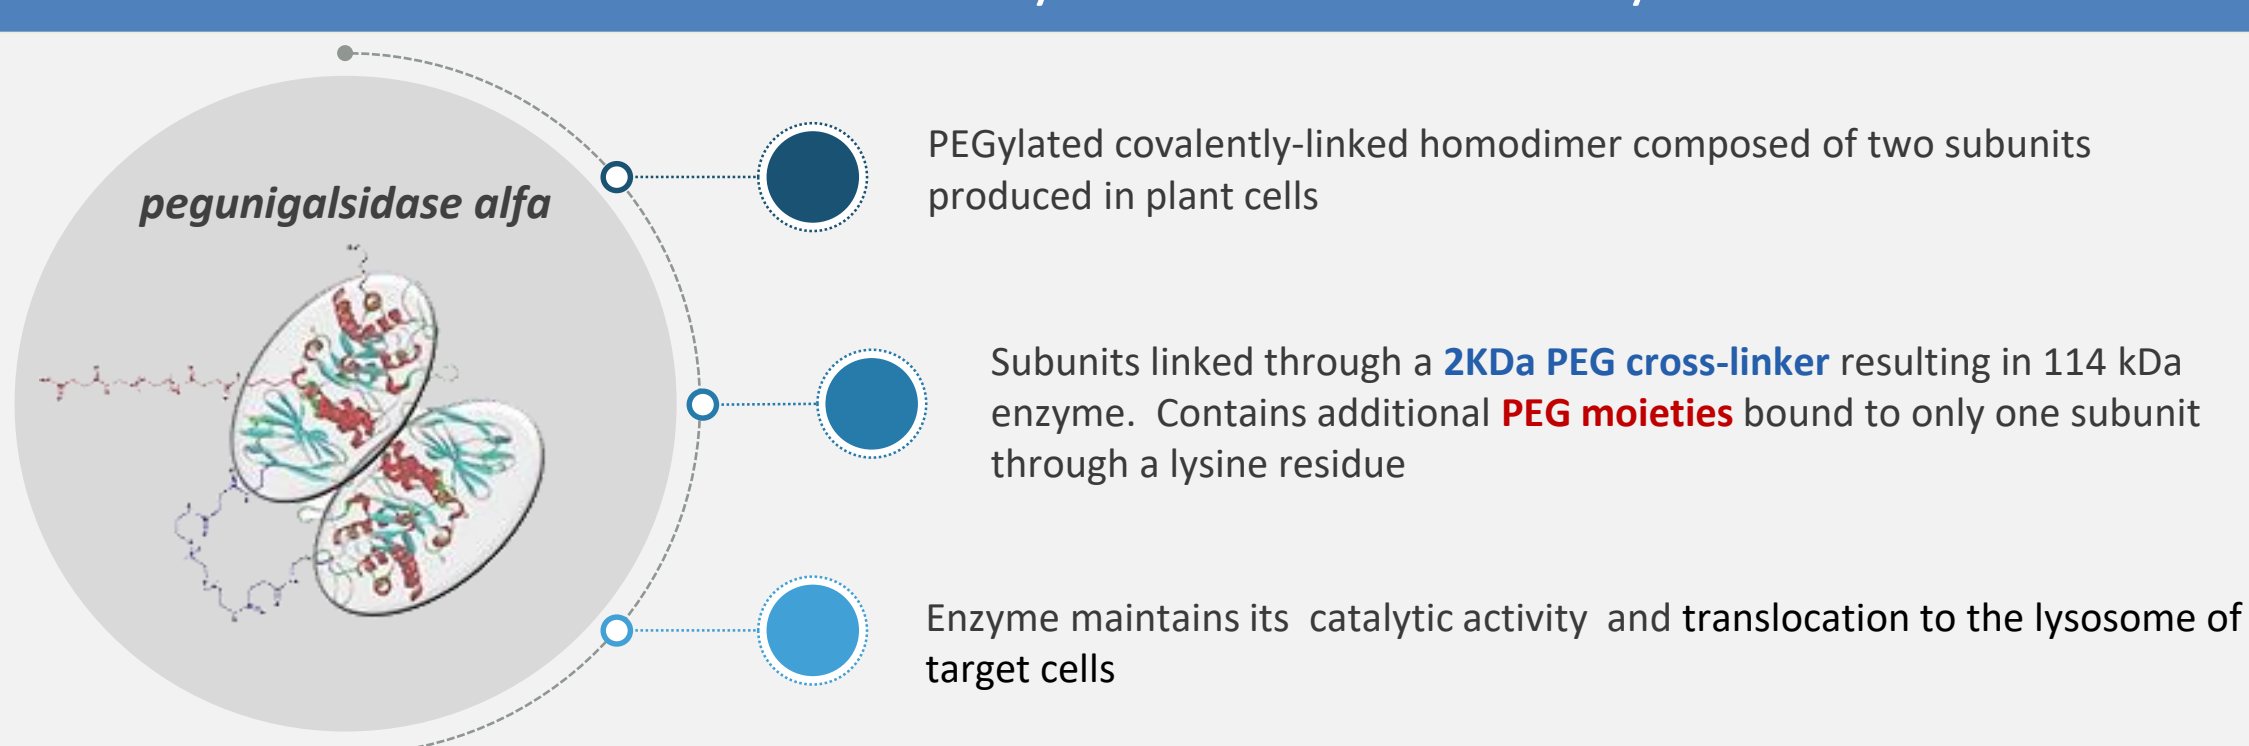 pegunigalsidase alfa
PEGylated covalently-linked homodimer composed of two subunits
produced in plant cells
Subunits linked through a 2KDa PEG cross-linker resulting in 114 kDa
enzyme.  Contains additional PEG moieties bound to only one subunit
through a lysine residue
Enzyme maintains its  catalytic activity  and translocation to the lysosome of
target cells